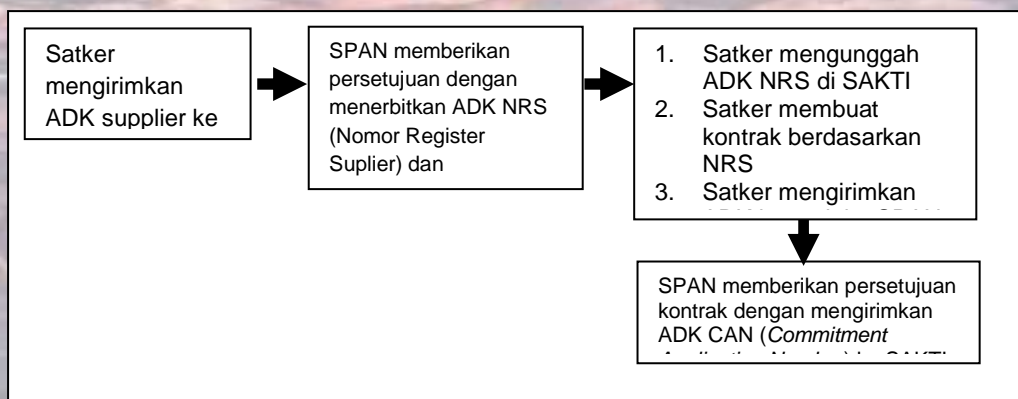 Satker
mengirimkan
ADK supplier ke
SPAN memberikan
persetujuan dengan
menerbitkan ADK NRS
(Nomor Register
Suplier) dan
1. Satker mengunggah
ADK NRS di SAKTI
2. Satker membuat
kontrak berdasarkan
NRS
3. Satker mengirimkan
SPAN memberikan persetujuan
kontrak dengan mengirimkan
ADK CAN (Commitment